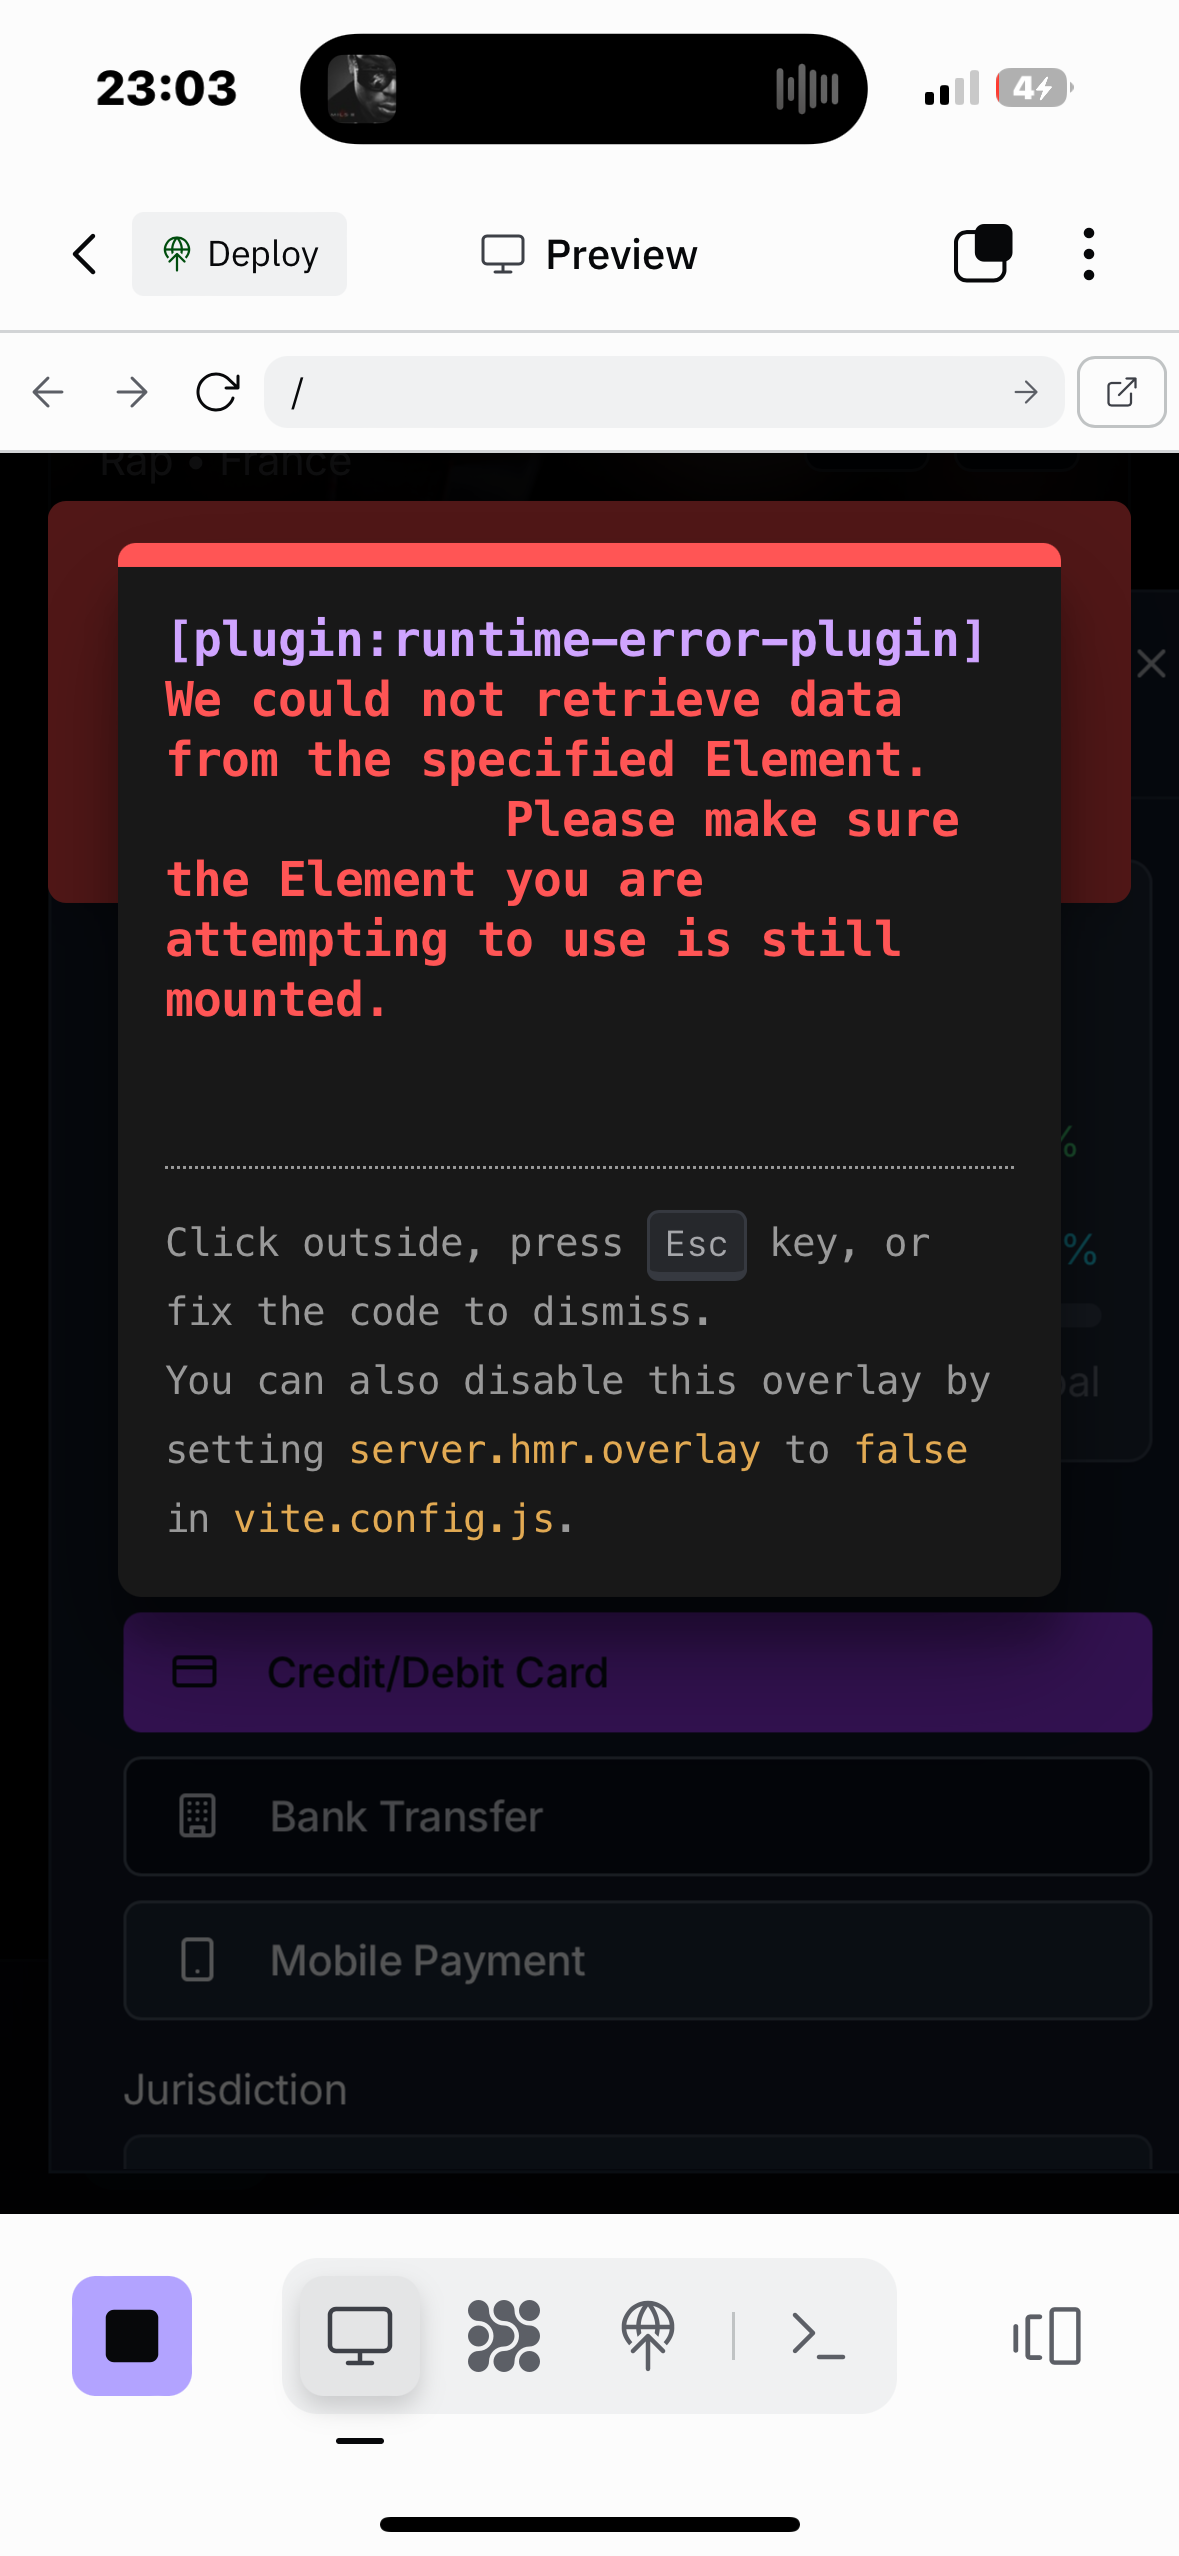 23:03
4
Deploy
Preview
/
Rap • France
[plugin:runtime-error-plugin]
We could not retrieve data
from the specified Element.
Please make sure
the Element you are
attempting to use is still
mounted.
%
%
Click outside, press Esc key, or
fix the code to dismiss.
You can also disable this overlay by
setting server.hmr.overlay to false
in vite.config.js.
Credit/Debit Card
Bank Transfer
Mobile Payment
Jurisdiction